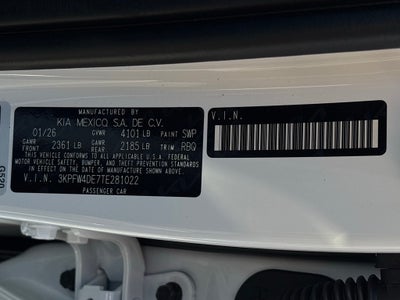 MANUFACTURED BY
KIA MEXICO, S.A. DE C.V.
01/26 GVWR 4101 LB PAINT SWP
GAWR FRONT 2361 LB GAWR REAR 2185 LB TRIM RBQ
THIS VEHICLE CONFORMS TO ALL APPLICABLE U.S. FEDERAL
MOTOR VEHICLE SAFETY, BUMPER, AND THEFT PREVENTION STANDARDS
IN EFFECT ON THE DATE OF MANUFACTURE SHOWN ABOVE.
V.I.N. 3KPFW4DE7TE281022
PASSENGER CAR
V.I.N.
G520